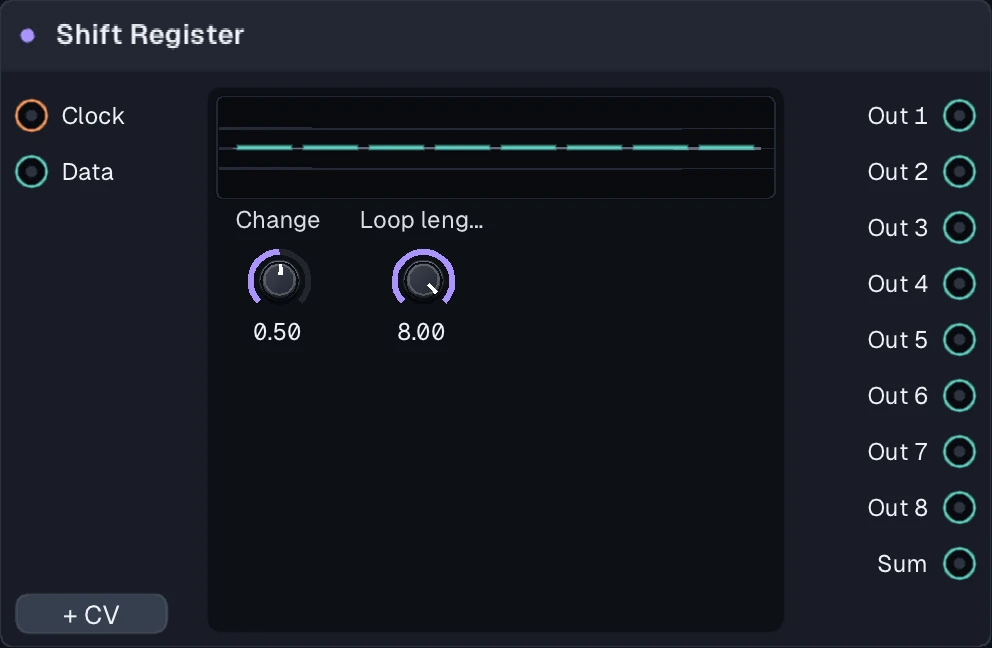 Shift Register
Clock
Data
Change
Loop leng...
0.50
8.00
Out 1
Out 2
Out 3
Out 4
Out 5
Out 6
Out 7
Out 8
Sum
+ CV